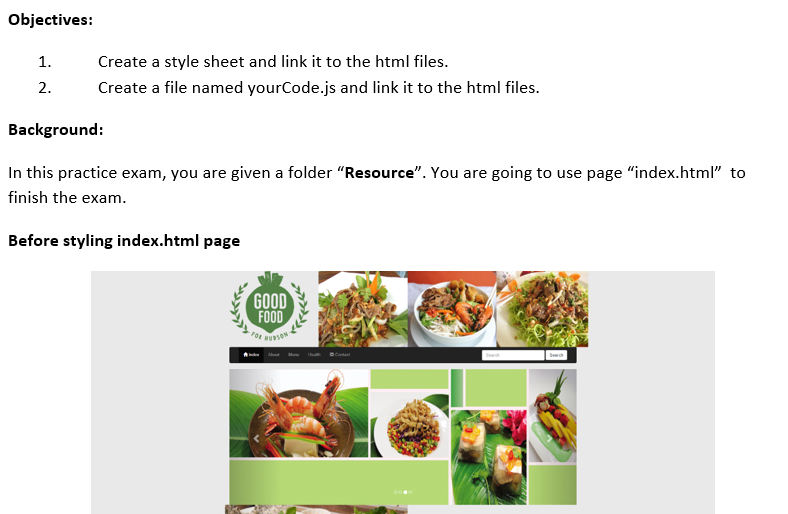 Objectives:
1. Create a style sheet and link it to the html files.
2. Create a file named yourCode.js and link it to the html files.
Background:
In this practice exam, you are given a folder “Resource”. You are going to use page “index.html” to
finish the exam.
Before styling index.html page
GOOD
FOOD
FOR HUDSON
Index About Menu Health Contact Search Search